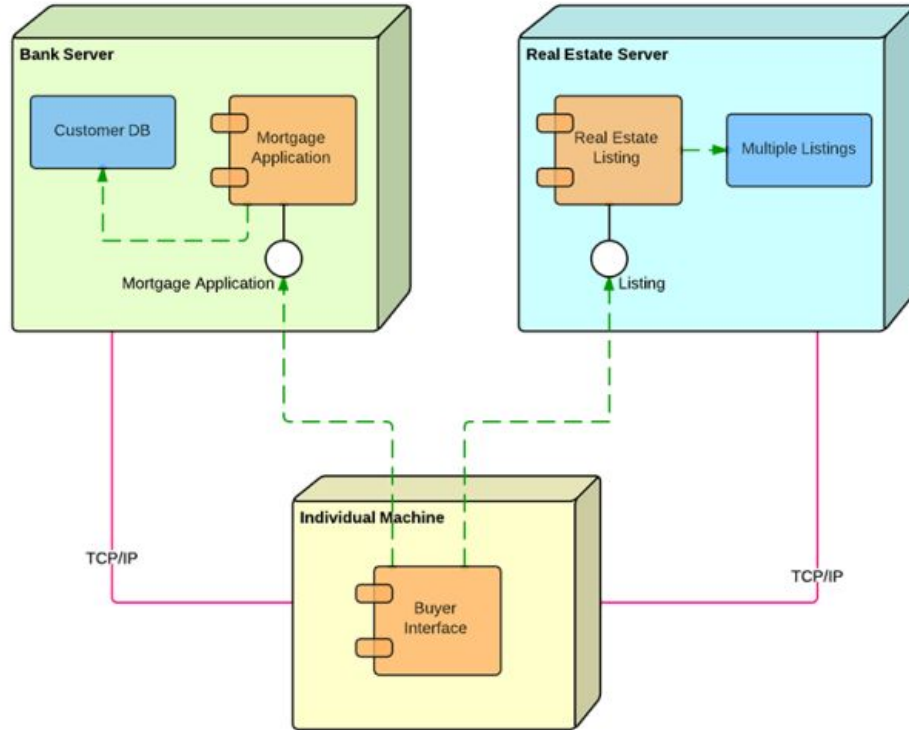 Bank Server
Customer DB
Mortgage
Application
Mortgage Application
Real Estate Server
Real Estate
Listing
Multiple Listings
Listing
TCP/IP
TCP/IP
Individual Machine
Buyer
Interface